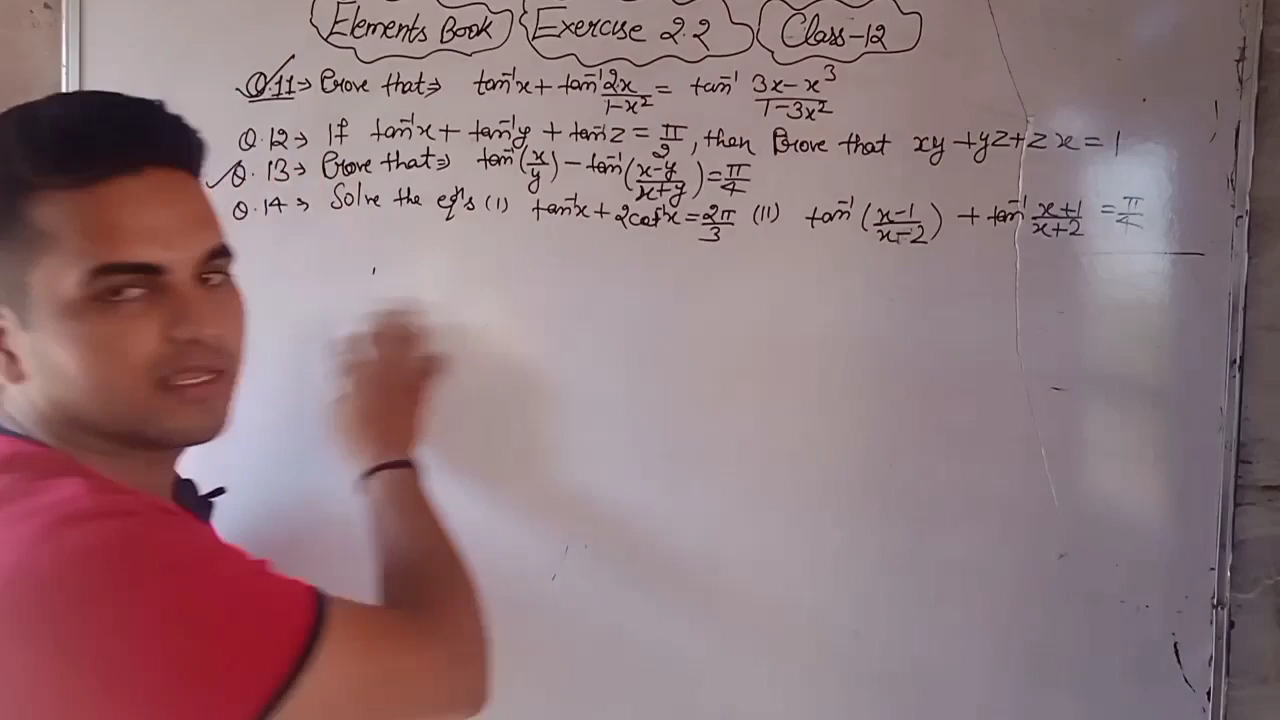 Elements Book Exercise 2.2 Class-12
Q.11→ Prove that⇒ tan⁻¹x + tan⁻¹ 2x/1-x² = tan⁻¹ 3x-x³/1-3x²
Q.12→ If tan⁻¹x + tan⁻¹y + tan⁻¹z = π/2, then Prove that xy+yz+zx=1
Q.13→ Prove that⇒ tan⁻¹(x/y) - tan⁻¹(x-y/x+y) = π/4
Q.14→ Solve the eqⁿs (I) tan⁻¹x + 2cot⁻¹x = 2π/3 (II) tan⁻¹(x-1/x-2) + tan⁻¹ x+1/x+2 = π/4